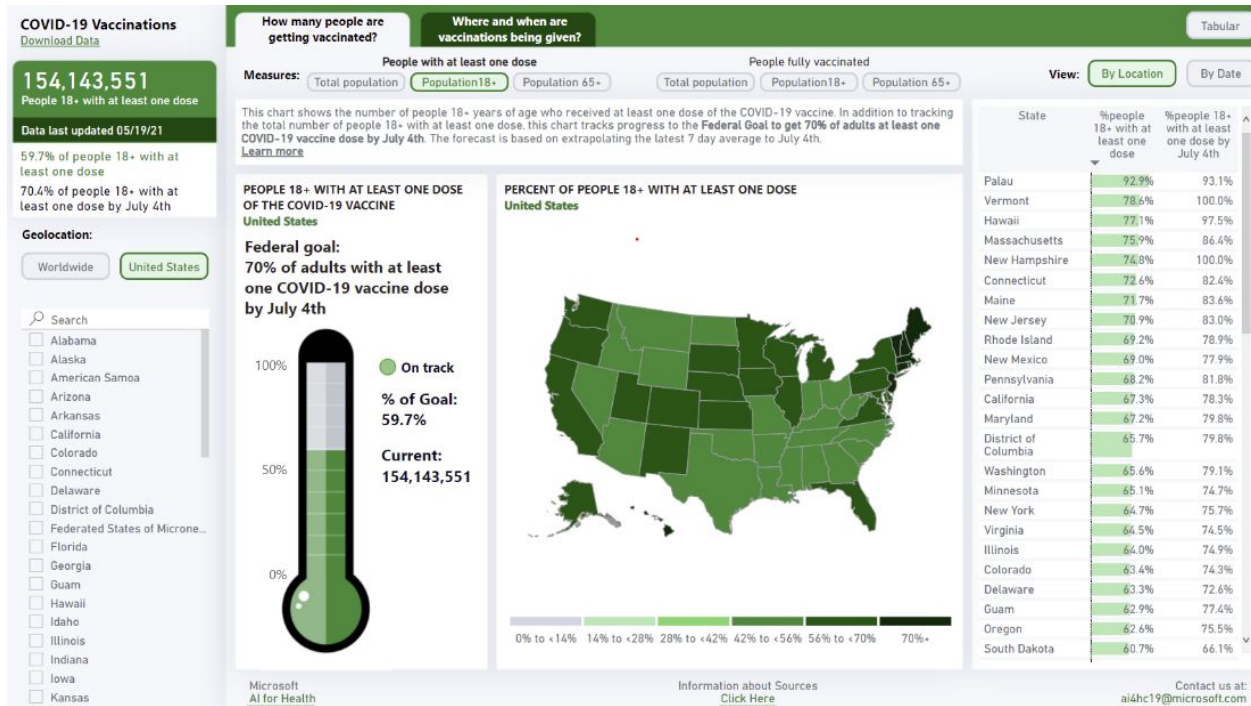 COVID-19 Vaccinations
Download Data
154,143,551
People 18+ with at least one dose
Data last updated 05/19/21
59.7% of people 18+ with at
least one dose
70.4% of people 18+ with at
least one dose by July 4th
Geolocation:
Worldwide
United States
Search
Alabama
Alaska
American Samoa
Arizona
Arkansas
California
Colorado
Connecticut
Delaware
District of Columbia
Federated States of Microne...
Florida
Georgia
Guam
Hawaii
Idaho
Illinois
Indiana
Iowa
Kansas
How many people are
getting vaccinated?
Where and when are
vaccinations being given?
Tabular
Measures:
People with at least one dose
Total population
Population18+
Population 65+
People fully vaccinated
Total population
Population18+
Population 65+
View:
By Location
By Date
This chart shows the number of people 18+ years of age who received at least one dose of the COVID-19 vaccine. In addition to tracking
the total number of people 18+ with at least one dose, this chart tracks progress to the Federal Goal to get 70% of adults at least one
COVID-19 vaccine dose by July 4th. The forecast is based on extrapolating the latest 7 day average to July 4th.
Learn more
PEOPLE 18+ WITH AT LEAST ONE DOSE
OF THE COVID-19 VACCINE
United States
Federal goal:
70% of adults with at least
one COVID-19 vaccine dose
by July 4th
100%
50%
0%
On track
% of Goal:
59.7%
Current:
154,143,551
PERCENT OF PEOPLE 18+ WITH AT LEAST ONE DOSE
United States
0% to <14%
14% to <28%
28% to <42%
42% to <56%
56% to <70%
70%+
State
%people
18+ with at
least one
dose
%people 18+
with at least
one dose by
July 4th
Palau 92.9% 93.1%
Vermont 78.6% 100.0%
Hawaii 77.1% 97.5%
Massachusetts 75.9% 86.4%
New Hampshire 74.8% 100.0%
Connecticut 72.6% 82.4%
Maine 71.7% 83.6%
New Jersey 70.9% 83.0%
Rhode Island 69.2% 78.9%
New Mexico 69.0% 77.9%
Pennsylvania 68.2% 81.8%
California 67.3% 78.3%
Maryland 67.2% 79.8%
District of
Columbia 65.7% 79.8%
Washington 65.6% 79.1%
Minnesota 65.1% 74.7%
New York 64.7% 75.7%
Virginia 64.5% 74.5%
Illinois 64.0% 74.9%
Colorado 63.4% 74.3%
Delaware 63.3% 72.6%
Guam 62.9% 77.4%
Oregon 62.6% 75.5%
South Dakota 60.7% 66.1%
Microsoft
AI for Health
Information about Sources
Click Here
Contact us at:
ai4hc19@microsoft.com